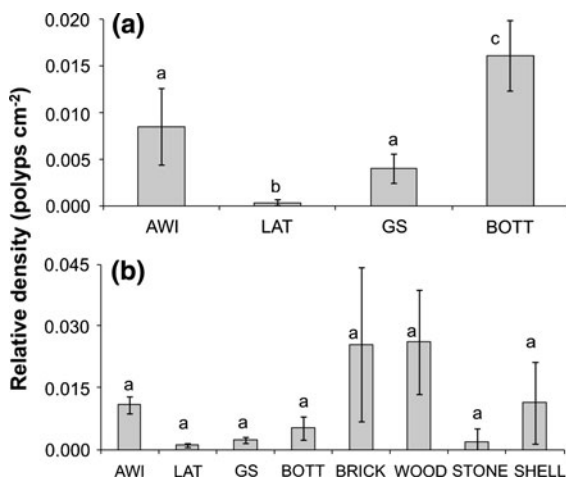 Relative density (polyps cm⁻²)
(a)
0.020
0.015
0.010
0.005
0.000
a
b
a
c
AWI LAT GS BOTT
(b)
0.045
0.030
0.015
0.000
a
a
a
a
a
a
a
a
AWI LAT GS BOTT BRICK WOOD STONE SHELL